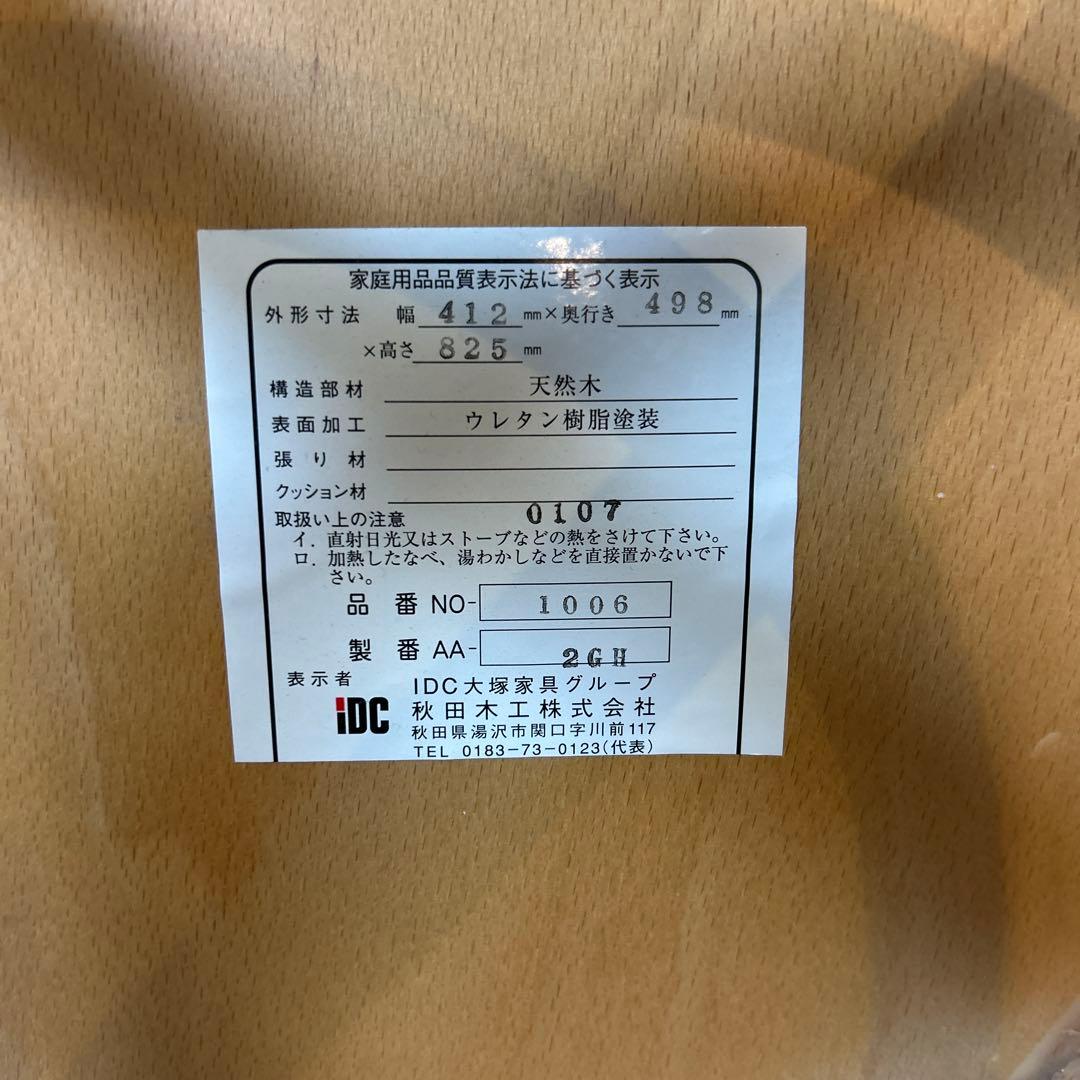 家庭用品品質表示法に基づく表示
外形寸法 幅 412 mm×奥行き 498 mm
×高さ 825 mm
構造部材 天然木
表面加工 ウレタン樹脂塗装
張り材
クッション材
取扱い上の注意 0107
イ. 直射日光又はストーブなどの熱をさけて下さい。
ロ. 加熱したなべ、湯わかしなどを直接置かないで下
さい。
品番 NO- 1006
製番 AA- 2GH
表示者
iDC
IDC大塚家具グループ
秋田木工株式会社
秋田県湯沢市関口字川前117
TEL 0183-73-0123(代表)